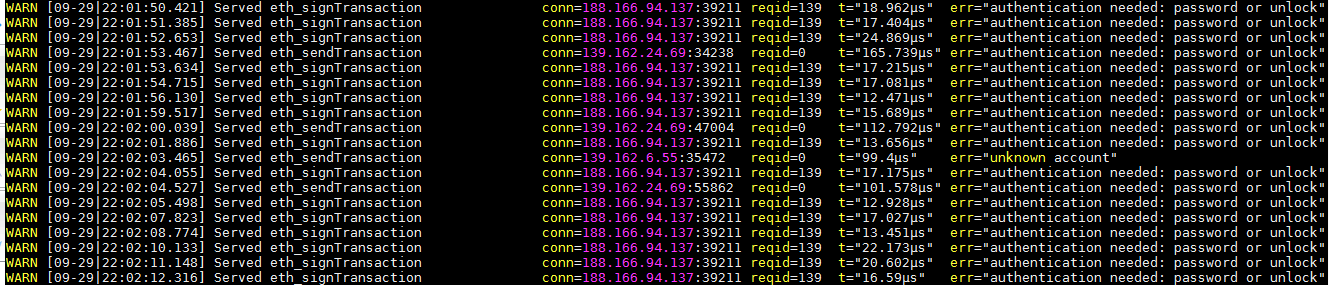 WARN [09-29|22:01:50.421] Served eth_signTransaction conn=188.166.94.137:39211 reqid=139 t="18.962µs" err="authentication needed: password or unlock"
WARN [09-29|22:01:51.385] Served eth_signTransaction conn=188.166.94.137:39211 reqid=139 t="17.404µs" err="authentication needed: password or unlock"
WARN [09-29|22:01:52.653] Served eth_signTransaction conn=188.166.94.137:39211 reqid=139 t="24.869µs" err="authentication needed: password or unlock"
WARN [09-29|22:01:53.467] Served eth_sendTransaction conn=139.162.24.69:34238 reqid=0 t="165.739µs" err="authentication needed: password or unlock"
WARN [09-29|22:01:53.634] Served eth_signTransaction conn=188.166.94.137:39211 reqid=139 t="17.215µs" err="authentication needed: password or unlock"
WARN [09-29|22:01:54.715] Served eth_signTransaction conn=188.166.94.137:39211 reqid=139 t="17.081µs" err="authentication needed: password or unlock"
WARN [09-29|22:01:56.130] Served eth_signTransaction conn=188.166.94.137:39211 reqid=139 t="12.471µs" err="authentication needed: password or unlock"
WARN [09-29|22:01:59.517] Served eth_signTransaction conn=188.166.94.137:39211 reqid=139 t="15.689µs" err="authentication needed: password or unlock"
WARN [09-29|22:02:00.039] Served eth_sendTransaction conn=139.162.24.69:47004 reqid=0 t="112.792µs" err="authentication needed: password or unlock"
WARN [09-29|22:02:01.886] Served eth_signTransaction conn=188.166.94.137:39211 reqid=139 t="13.656µs" err="authentication needed: password or unlock"
WARN [09-29|22:02:03.465] Served eth_sendTransaction conn=139.162.6.55:35472 reqid=0 t="99.4µs" err="unknown account"
WARN [09-29|22:02:04.055] Served eth_signTransaction conn=188.166.94.137:39211 reqid=139 t="17.175µs" err="authentication needed: password or unlock"
WARN [09-29|22:02:04.527] Served eth_sendTransaction conn=139.162.24.69:55862 reqid=0 t="101.578µs" err="authentication needed: password or unlock"
WARN [09-29|22:02:05.498] Served eth_signTransaction conn=188.166.94.137:39211 reqid=139 t="12.928µs" err="authentication needed: password or unlock"
WARN [09-29|22:02:07.823] Served eth_signTransaction conn=188.166.94.137:39211 reqid=139 t="17.027µs" err="authentication needed: password or unlock"
WARN [09-29|22:02:08.774] Served eth_signTransaction conn=188.166.94.137:39211 reqid=139 t="13.451µs" err="authentication needed: password or unlock"
WARN [09-29|22:02:10.133] Served eth_signTransaction conn=188.166.94.137:39211 reqid=139 t="22.173µs" err="authentication needed: password or unlock"
WARN [09-29|22:02:11.148] Served eth_signTransaction conn=188.166.94.137:39211 reqid=139 t="20.602µs" err="authentication needed: password or unlock"
WARN [09-29|22:02:12.316] Served eth_signTransaction conn=188.166.94.137:39211 reqid=139 t="16.59µs" err="authentication needed: password or unlock"